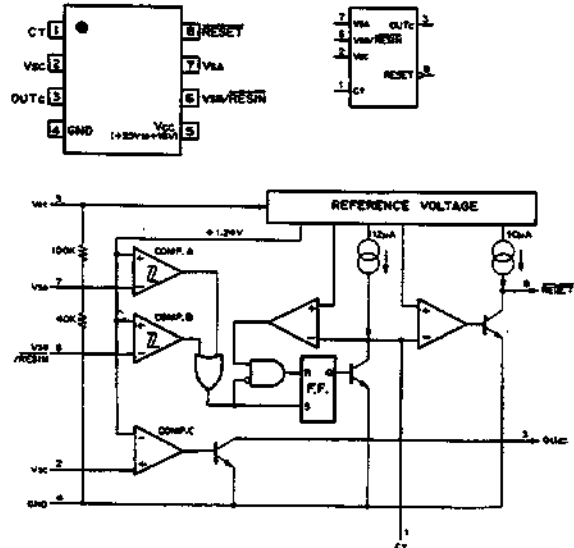 CT 1
8 RESET
VSC 2
7 VSA
OUTC 3
6 VSB/RESIN
4 GND
VCC 5
7 VSA OUTC 3
6 VSB/RESIN
2 VSC
RESET 8
1 CT
REFERENCE VOLTAGE
+1.24V
12µA
10µA
100K
COMP. A
VSA 7
8 RESET
40K
COMP. B
VSB 6
/RESIN
R Q
F.F.
S
COMP. C
3 OUTC
VSC 2
GND 4
1
CT